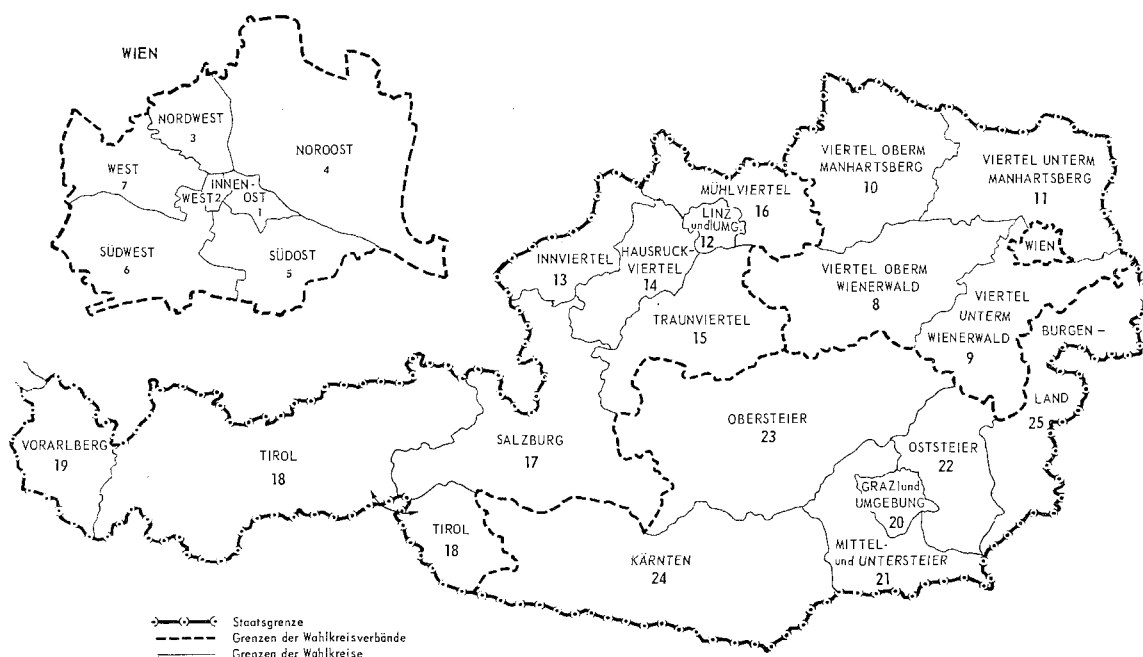 WIEN
NORDWEST
3
NOROOST
4
WEST
7
INNEN-
WEST2
OST
1
SÜDWEST
6
SÜDOST
5
VIERTEL OBERM
MANHARTSBERG
10
VIERTEL UNTERM
MANHARTSBERG
11
MÜHLVIERTEL
16
LINZ
und UMG.
12
WIEN
INNVIERTEL
13
HAUSRUCK-
VIERTEL
14
VIERTEL OBERM
WIENERWALD
8
VIERTEL
UNTERM
WIENERWALD
9
TRAUNVIERTEL
15
BURGEN-
LAND
25
OBERSTEIER
23
VORARLBERG
19
TIROL
18
SALZBURG
17
OSTSTEIER
22
GRAZ und
UMGEBUNG
20
TIROL
18
KÄRNTEN
24
MITTEL-
und UNTERSTEIER
21
Staatsgrenze
Grenzen der Wahlkreisverbände
Grenzen der Wahlkreise